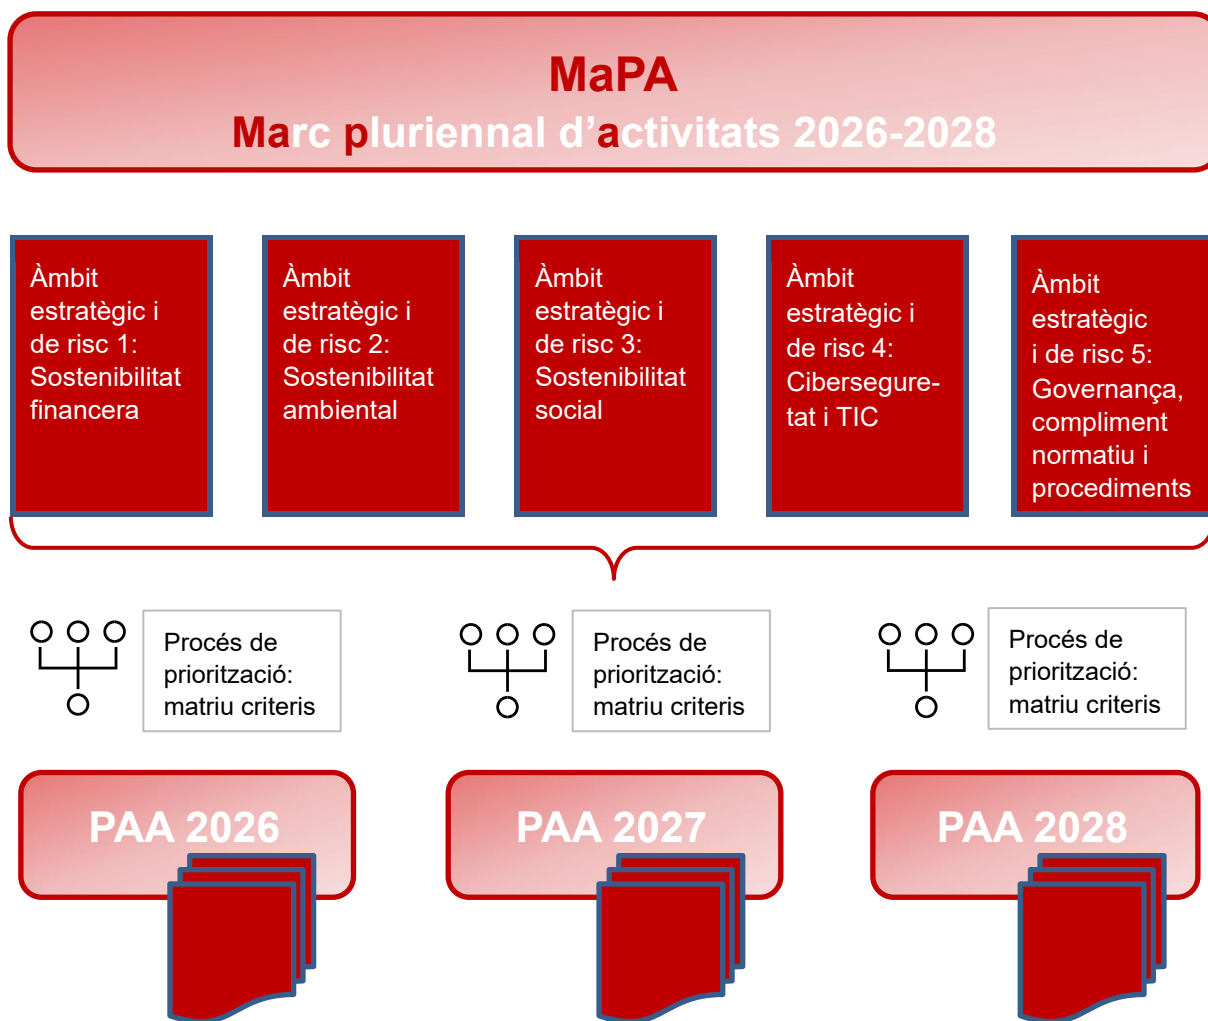 MaPA
Marc pluriennal d’activitats 2026-2028
Àmbit
estratègic i
de risc 1:
Sostenibilitat
financera
Àmbit
estratègic i
de risc 2:
Sostenibilitat
ambiental
Àmbit
estratègic i
de risc 3:
Sostenibilitat
social
Àmbit
estratègic i
de risc 4:
Cibersegure-
tat i TIC
Àmbit
estratègic
i de risc 5:
Governança,
compliment
normatiu i
procediments
Procés de
priorització:
matriu criteris
Procés de
priorització:
matriu criteris
Procés de
priorització:
matriu criteris
PAA 2026
PAA 2027
PAA 2028